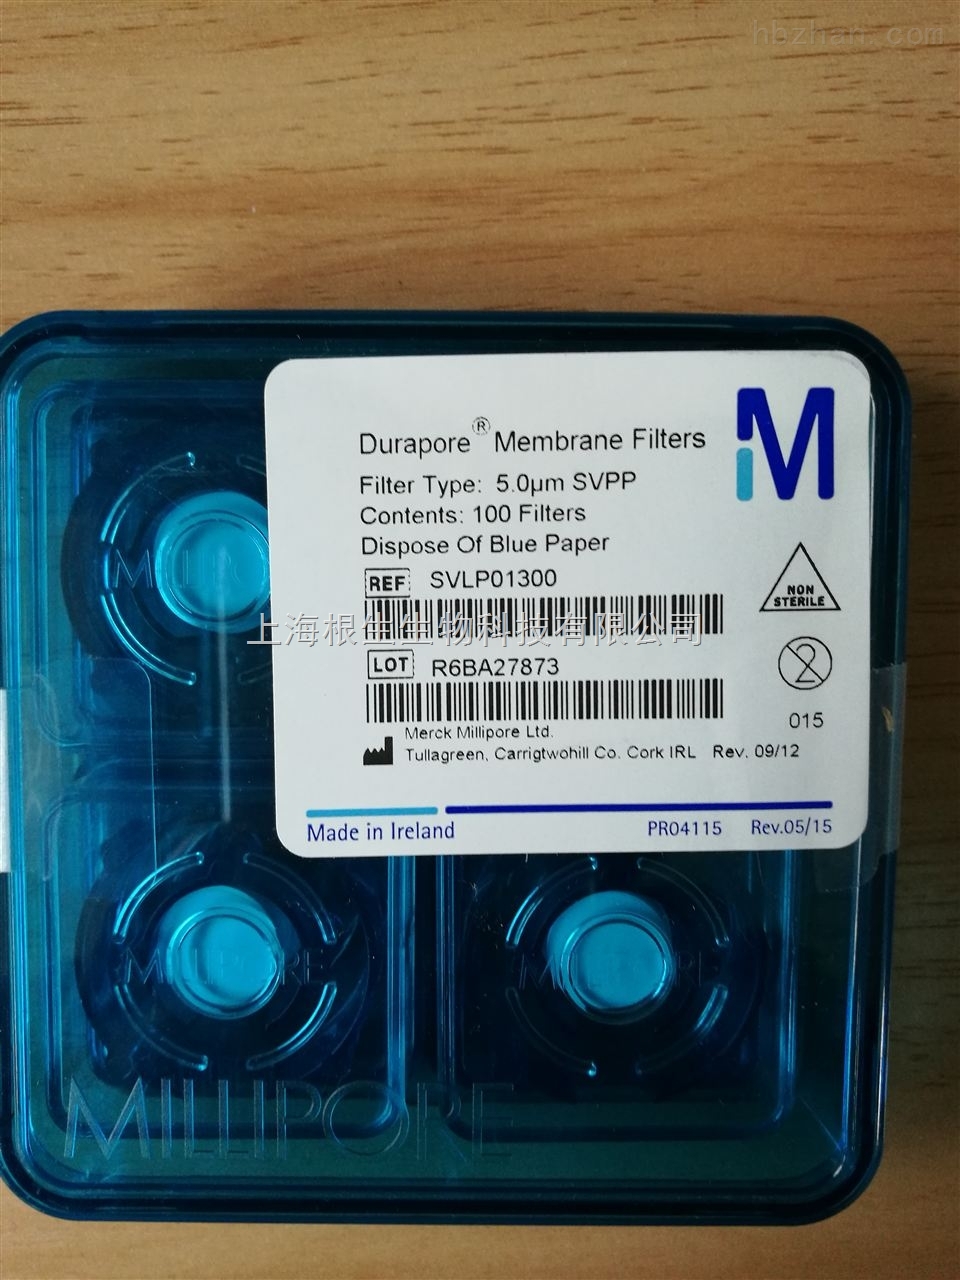 hbzhan.com
Durapore® Membrane Filters
Filter Type: 5.0µm SVPP
Contents: 100 Filters
Dispose Of Blue Paper
REF SVLP01300
NON
STERILE
上海根生生物科技有限公司
LOT R6BA27873
2
015
Merck Millipore Ltd.
Tullagreen, Carrigtwohill Co. Cork IRL Rev. 09/12
Made in Ireland PR04115 Rev.05/15
MILLIPORE
MILLIPORE
MILLIPORE